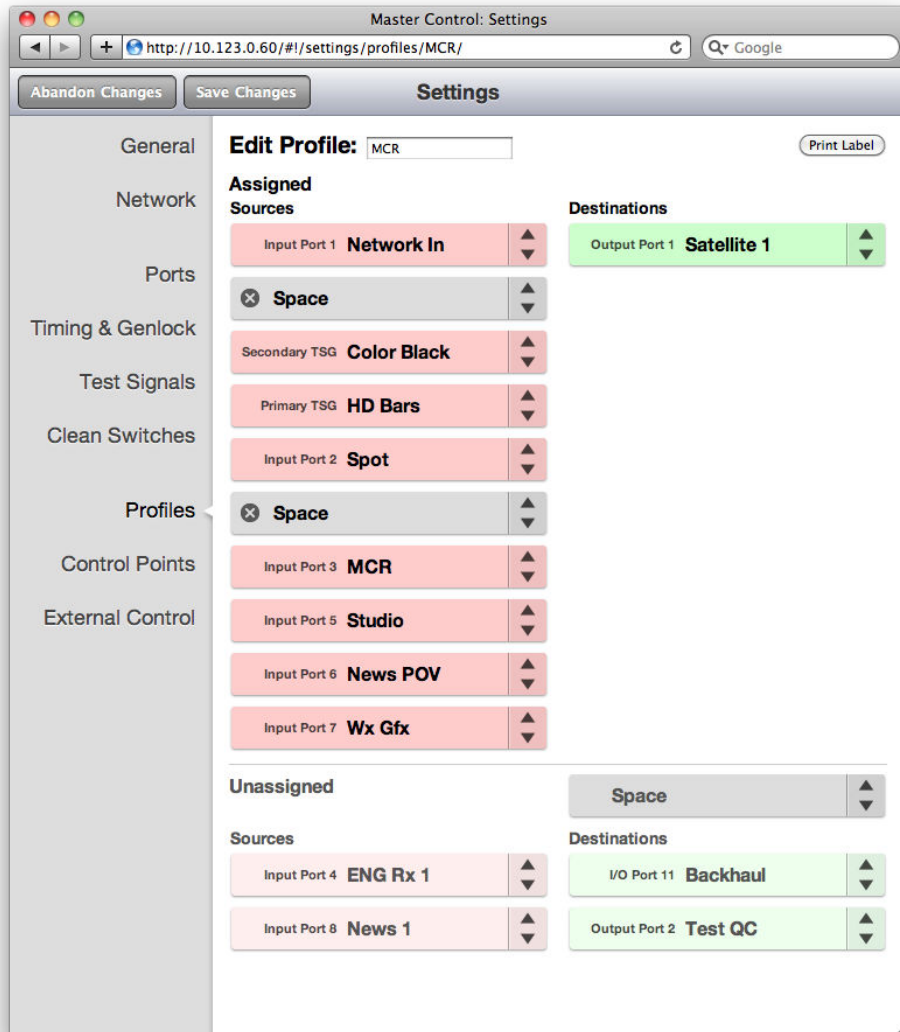 Master Control: Settings
http://10.123.0.60/#!/settings/profiles/MCR/
Google
Abandon Changes
Save Changes
Settings
General
Network
Ports
Timing & Genlock
Test Signals
Clean Switches
Profiles
Control Points
External Control
Edit Profile: MCR
Print Label
Assigned
Sources
Input Port 1 Network In
Space
Secondary TSG Color Black
Primary TSG HD Bars
Input Port 2 Spot
Space
Input Port 3 MCR
Input Port 5 Studio
Input Port 6 News POV
Input Port 7 Wx Gfx
Destinations
Output Port 1 Satellite 1
Unassigned
Space
Sources
Input Port 4 ENG Rx 1
Input Port 8 News 1
Destinations
I/O Port 11 Backhaul
Output Port 2 Test QC